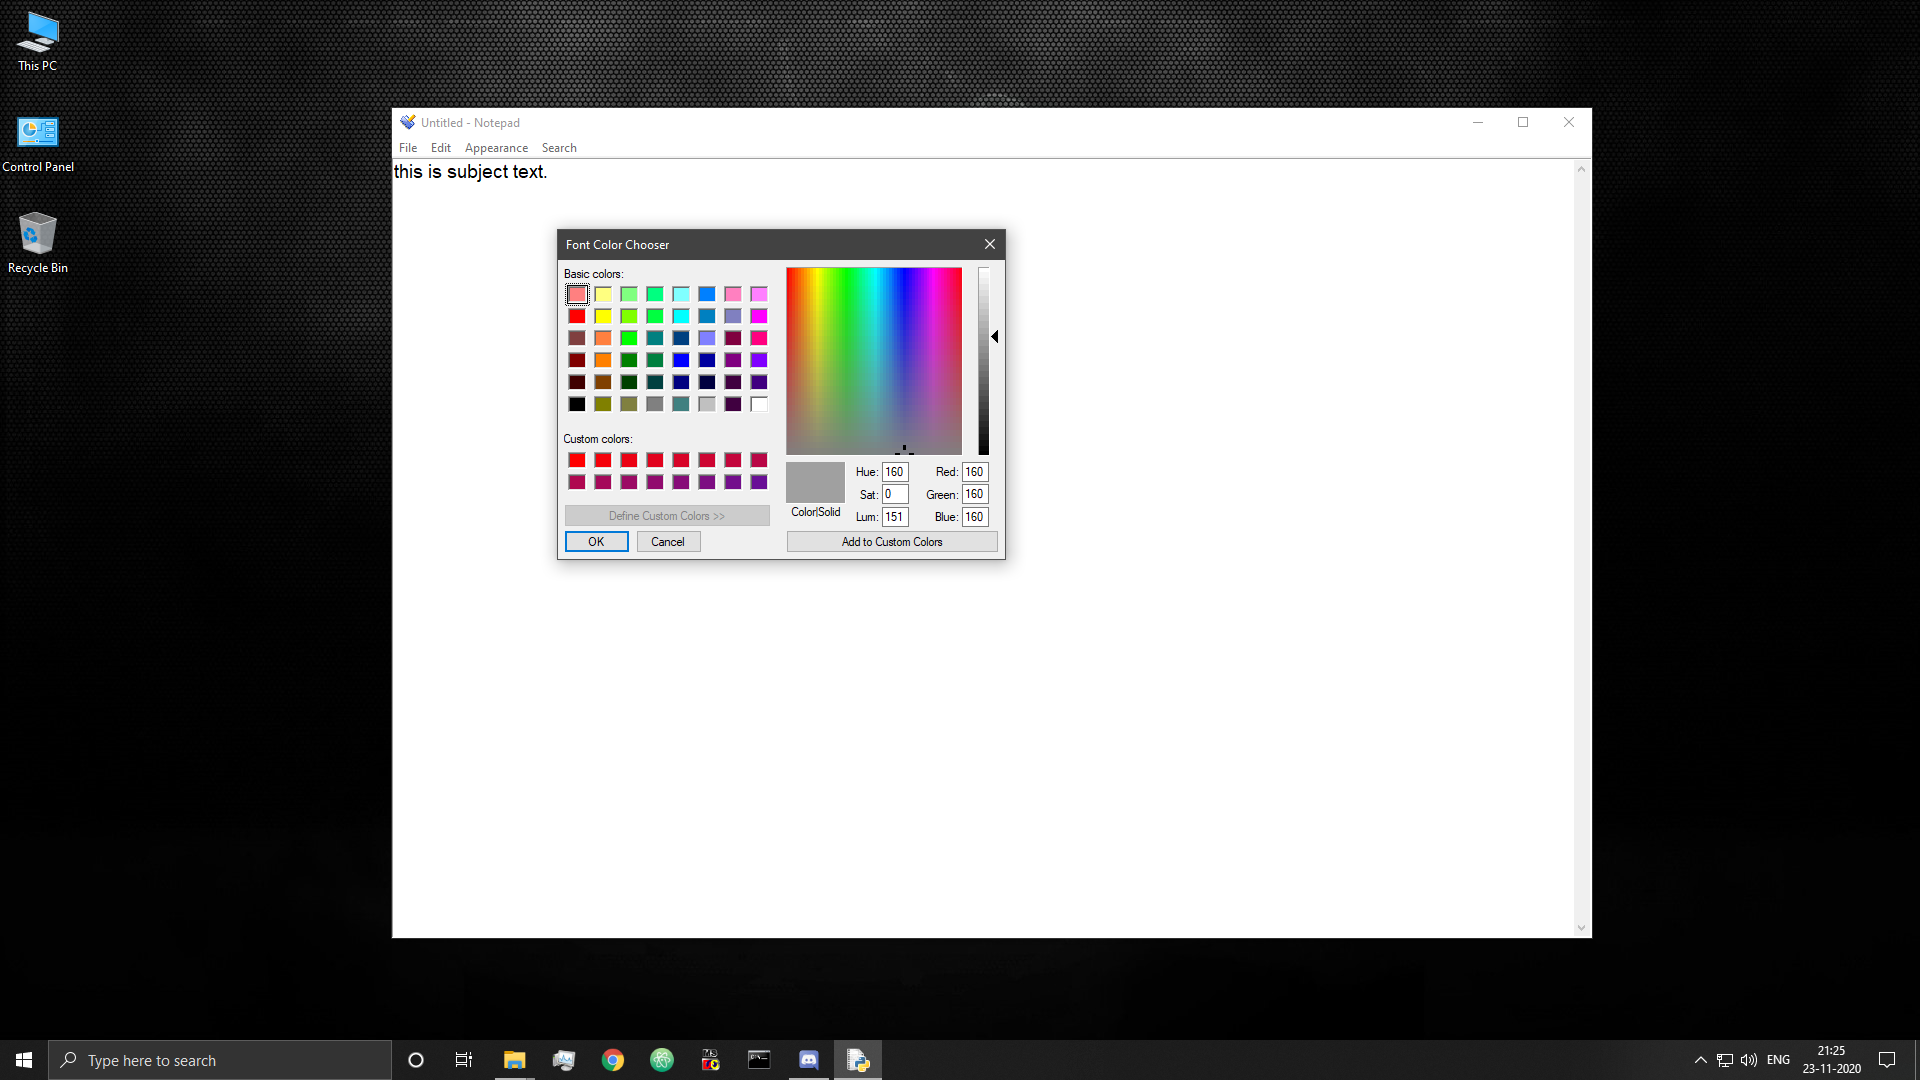 This PC
Control Panel
Recycle Bin
Untitled - Notepad
File Edit Appearance Search
this is subject text.
Font Color Chooser
Basic colors:
Custom colors:
Define Custom Colors >>
OK Cancel
Color|Solid
Hue: 160 Red: 160
Sat: 0 Green: 160
Lum: 151 Blue: 160
Add to Custom Colors
Type here to search
ENG
21:25
23-11-2020